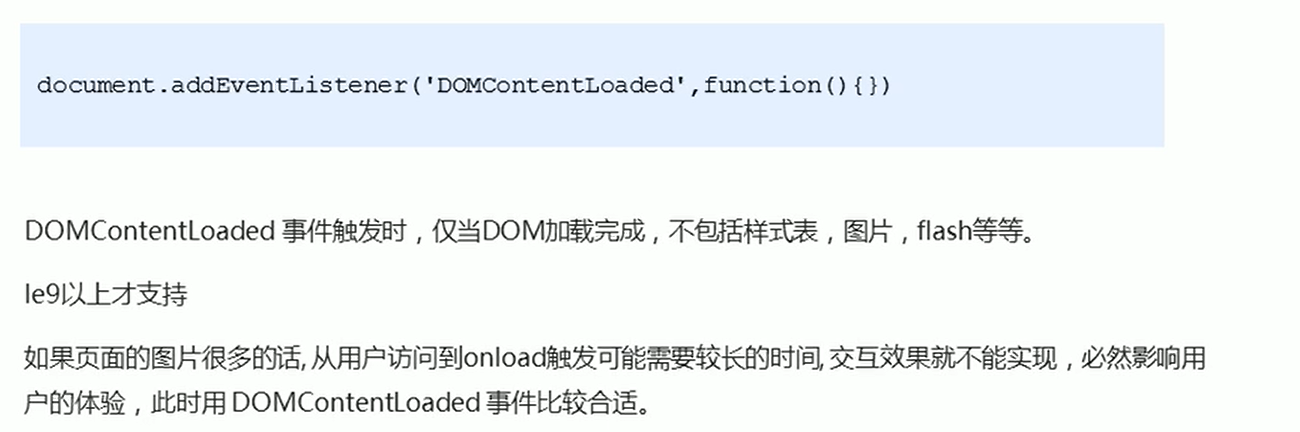 document.addEventListener('DOMContentLoaded',function(){})
DOMContentLoaded 事件触发时，仅当DOM加载完成，不包括样式表，图片，flash等等。
Ie9以上才支持
如果页面的图片很多的话, 从用户访问到onload触发可能需要较长的时间, 交互效果就不能实现，必然影响用
户的体验，此时用 DOMContentLoaded 事件比较合适。